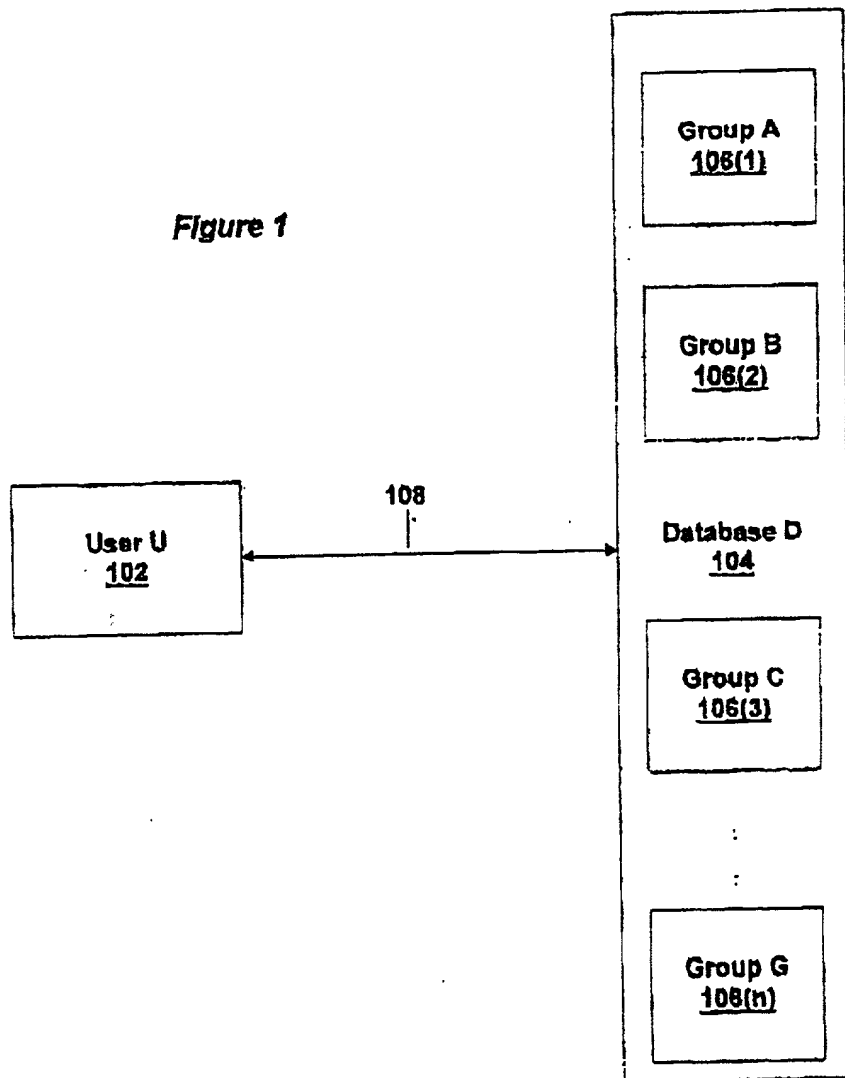 Group A
106(1)
Figure 1
Group B
106(2)
108
User U
102
Database D
104
Group C
106(3)
Group G
106(n)